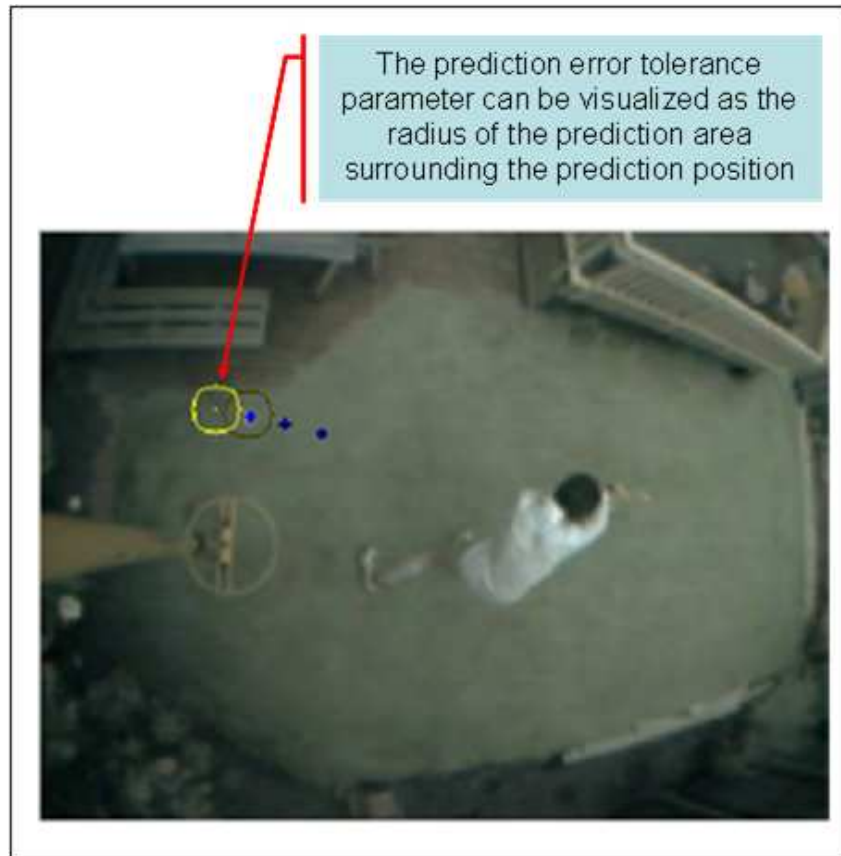 The prediction error tolerance
parameter can be visualized as the
radius of the prediction area
surrounding the prediction position